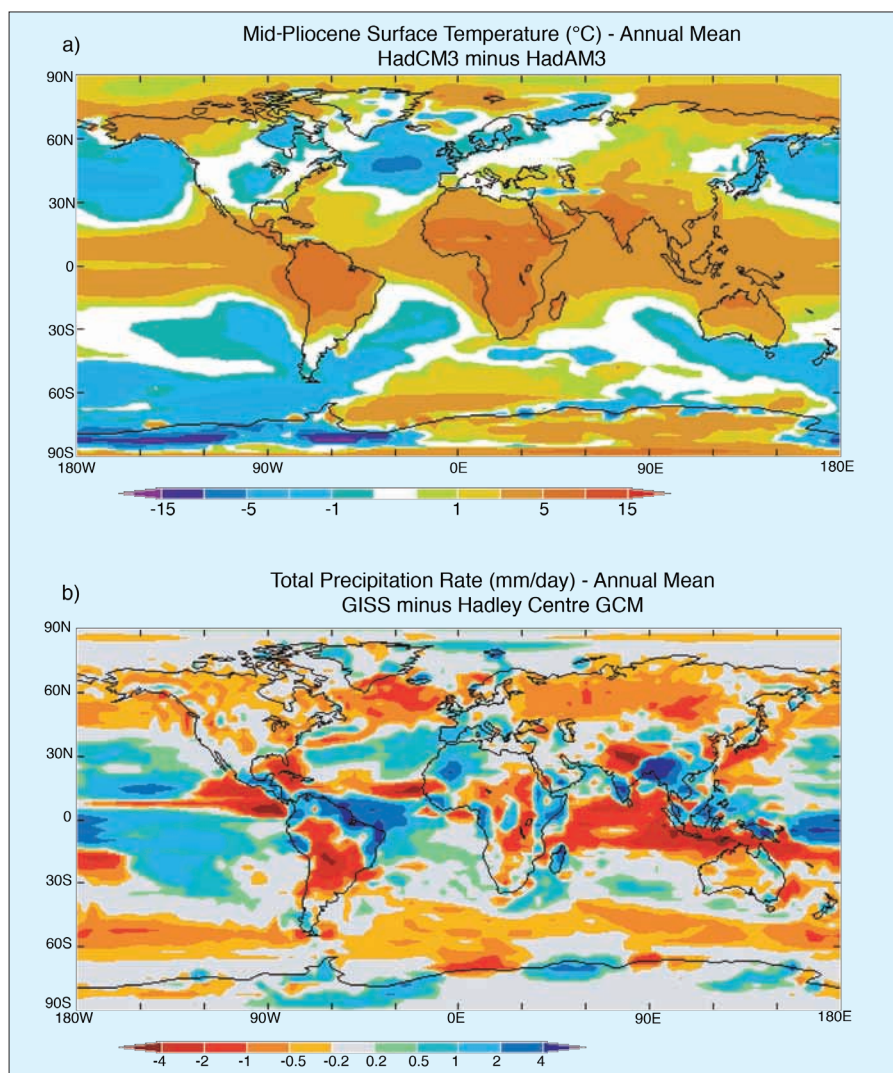 a)
Mid-Pliocene Surface Temperature (°C) - Annual Mean
HadCM3 minus HadAM3
90N
60N
30N
0
30S
60S
90S
180W 90W 0E 90E 180E
-15 -5 -1 1 5 15
b)
Total Precipitation Rate (mm/day) - Annual Mean
GISS minus Hadley Centre GCM
90N
60N
30N
0
30S
60S
90S
180W 90W 0E 90E 180E
-4 -2 -1 -0.5 -0.2 0.2 0.5 1 2 4